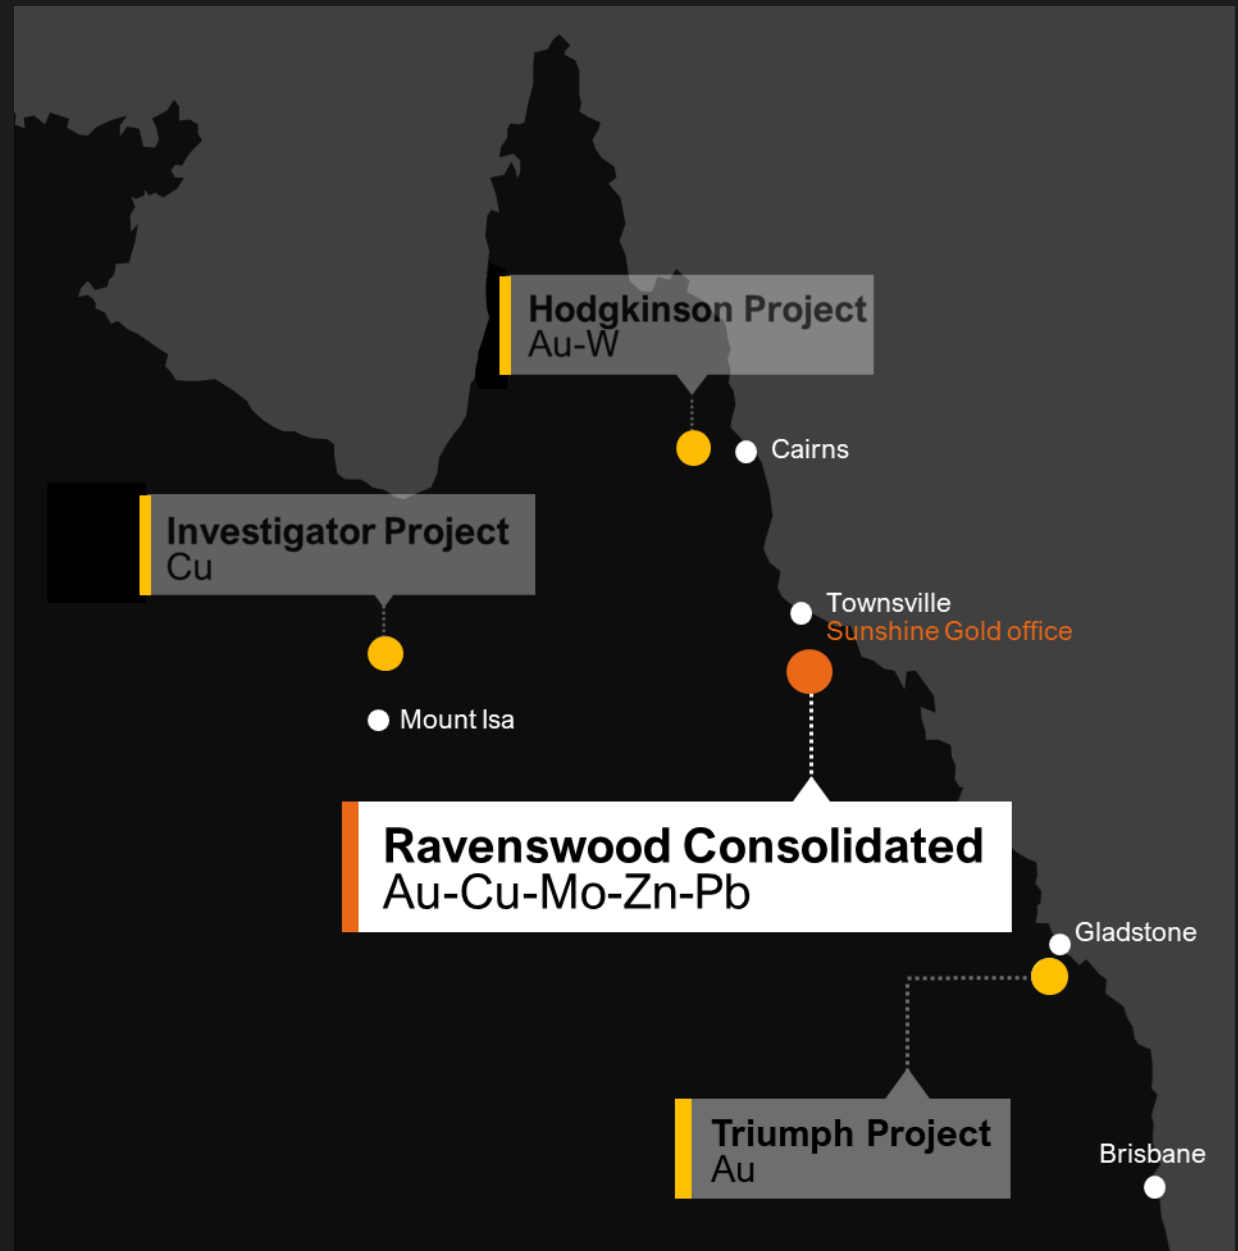 Hodgkinson Project
Au-W
Cairns
Investigator Project
Cu
Townsville
Sunshine Gold office
Mount Isa
Ravenswood Consolidated
Au-Cu-Mo-Zn-Pb
Gladstone
Triumph Project
Au
Brisbane